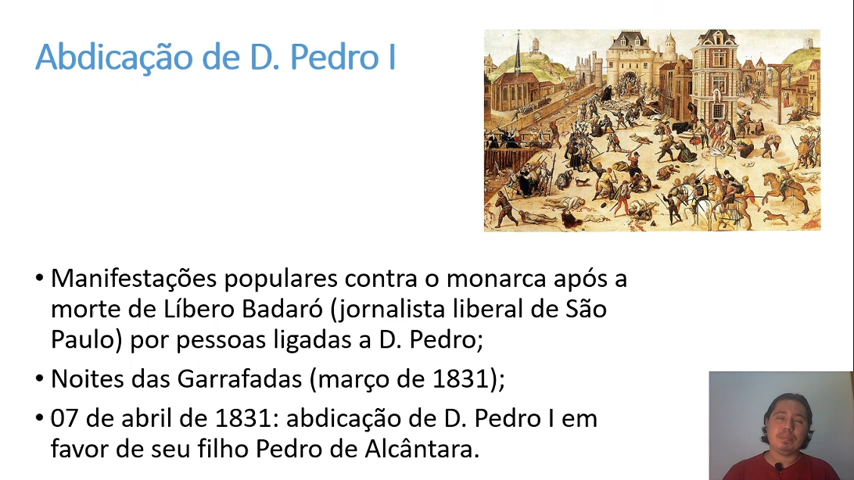 Abdicação de D. Pedro I
• Manifestações populares contra o monarca após a
morte de Líbero Badaró (jornalista liberal de São
Paulo) por pessoas ligadas a D. Pedro;
• Noites das Garrafadas (março de 1831);
• 07 de abril de 1831: abdicação de D. Pedro I em
favor de seu filho Pedro de Alcântara.